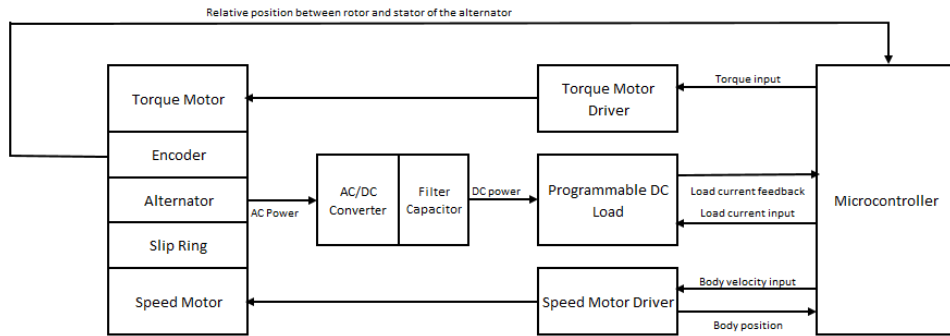 Relative position between rotor and stator of the alternator
Torque Motor
Encoder
Alternator
Slip Ring
Speed Motor
AC Power
AC/DC
Converter
Filter
Capacitor
DC power
Torque Motor
Driver
Programmable DC
Load
Speed Motor Driver
Torque input
Load current feedback
Load current input
Body velocity input
Body position
Microcontroller